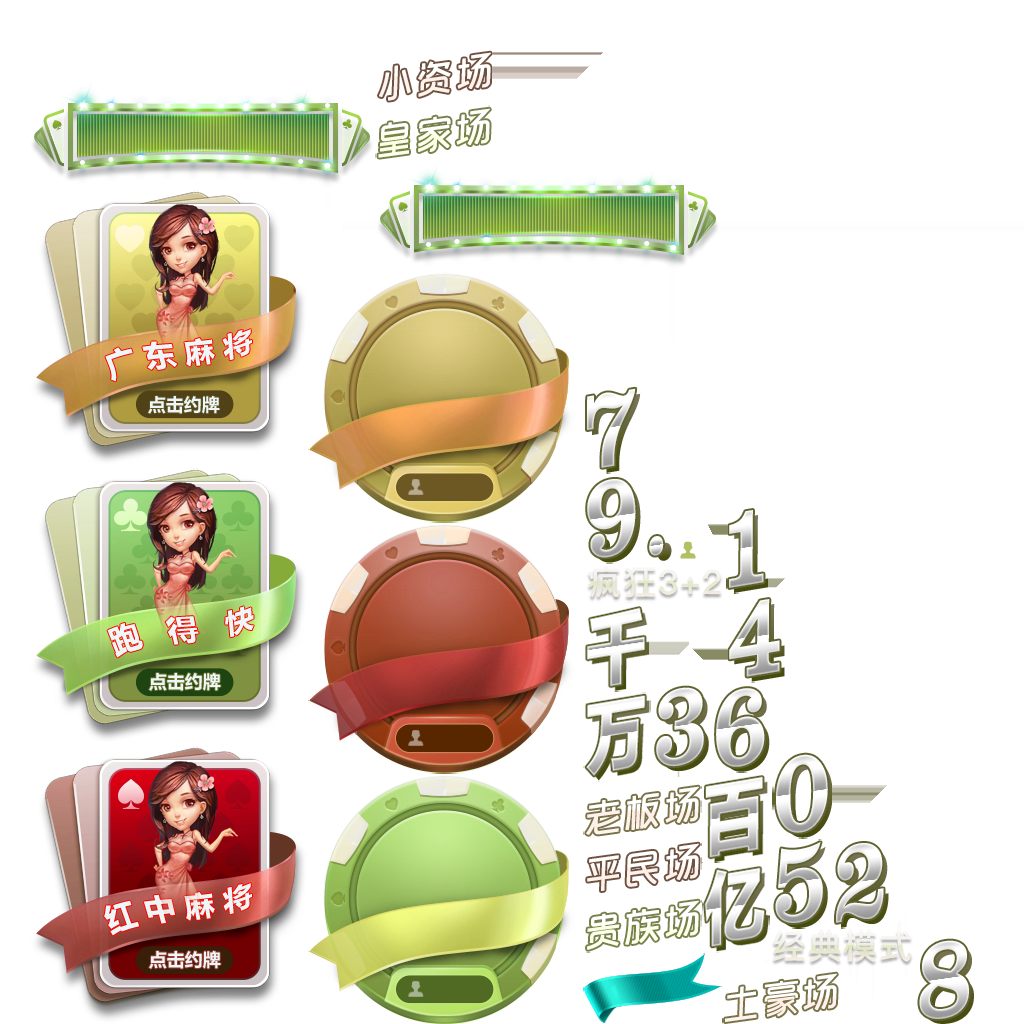 小资场
皇家场
广东麻将
点击约牌
跑得快
点击约牌
红中麻将
点击约牌
7
9.
1
疯狂3+2
千
4
万36
0
老板场
百
平民场
52
贵族场
亿
经典模式
8
土豪场